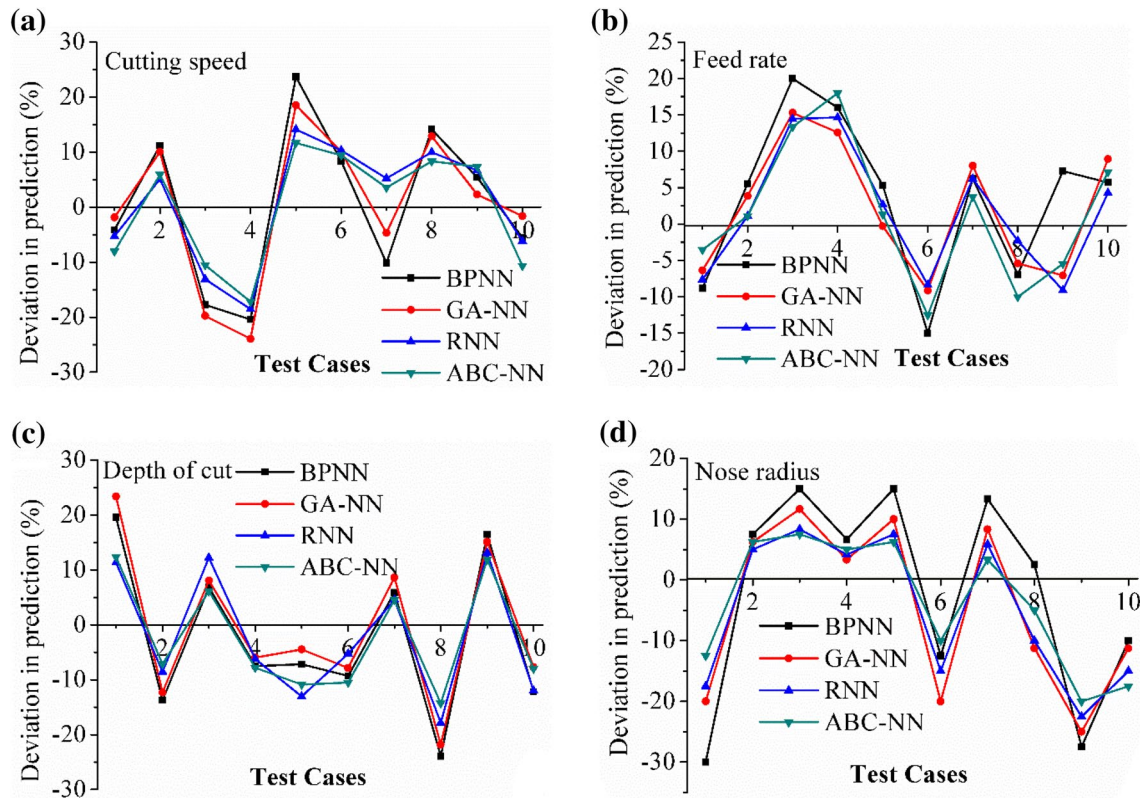 (a)
Cutting speed
Deviation in prediction (%)
30
20
10
0
-10
-20
-30
2
4
6
8
10
BPNN
GA-NN
RNN
ABC-NN
Test Cases
(b)
Feed rate
Deviation in prediction (%)
25
20
15
10
5
0
-5
-10
-15
-20
2
4
6
8
10
BPNN
GA-NN
RNN
ABC-NN
Test Cases
(c)
Depth of cut
Deviation in prediction (%)
30
20
10
0
-10
-20
-30
2
4
6
8
10
BPNN
GA-NN
RNN
ABC-NN
Test Cases
(d)
Nose radius
Deviation in prediction (%)
20
10
0
-10
-20
-30
2
4
6
8
10
BPNN
GA-NN
RNN
ABC-NN
Test Cases